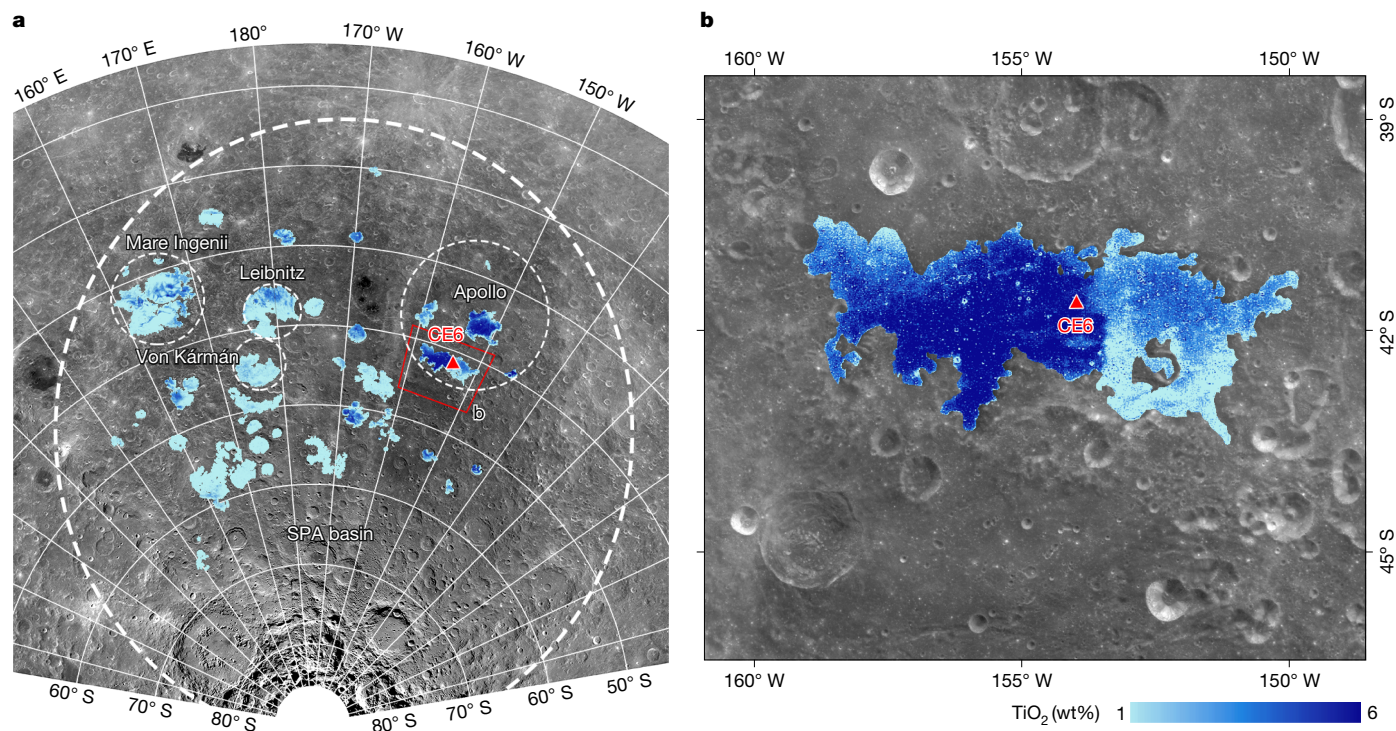 a
160° E
170° E
180°
170° W
160° W
150° W
Mare Ingenii
Leibnitz
Apollo
CE6
Von Kármán
b
SPA basin
60° S
70° S
80° S
80° S
70° S
60° S
50° S
b
160° W
155° W
150° W
39° S
42° S
45° S
CE6
160° W
155° W
150° W
TiO₂ (wt%) 1 6